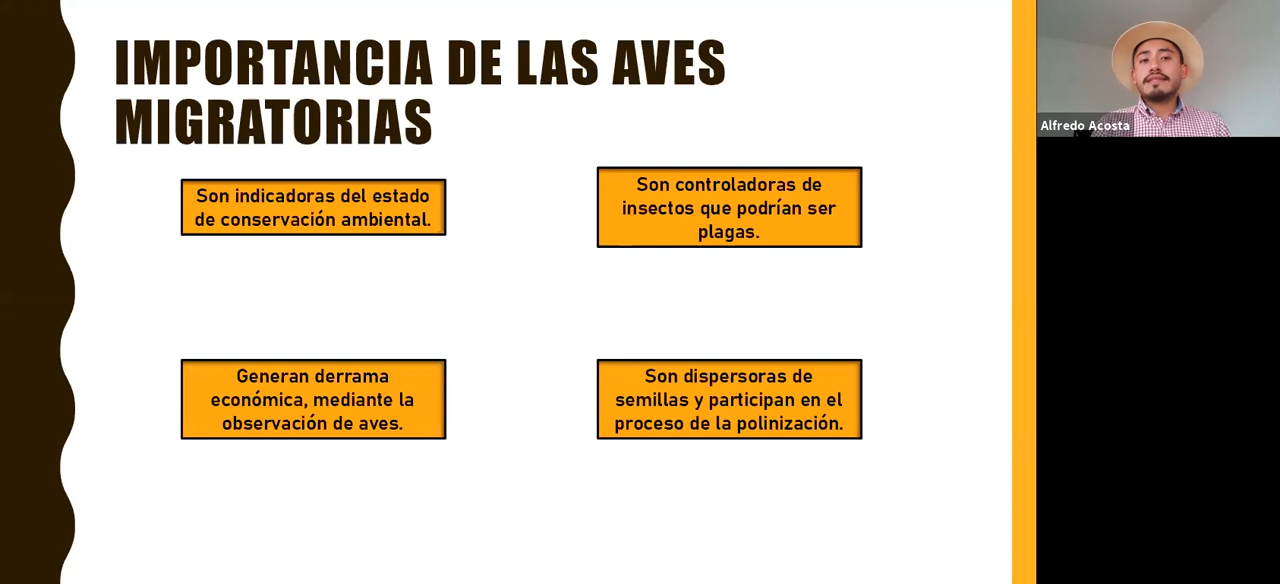 IMPORTANCIA DE LAS AVES
MIGRATORIAS
Son indicadoras del estado
de conservación ambiental.
Son controladoras de
insectos que podrían ser
plagas.
Generan derrama
económica, mediante la
observación de aves.
Son dispersoras de
semillas y participan en el
proceso de la polinización.
Alfredo Acosta